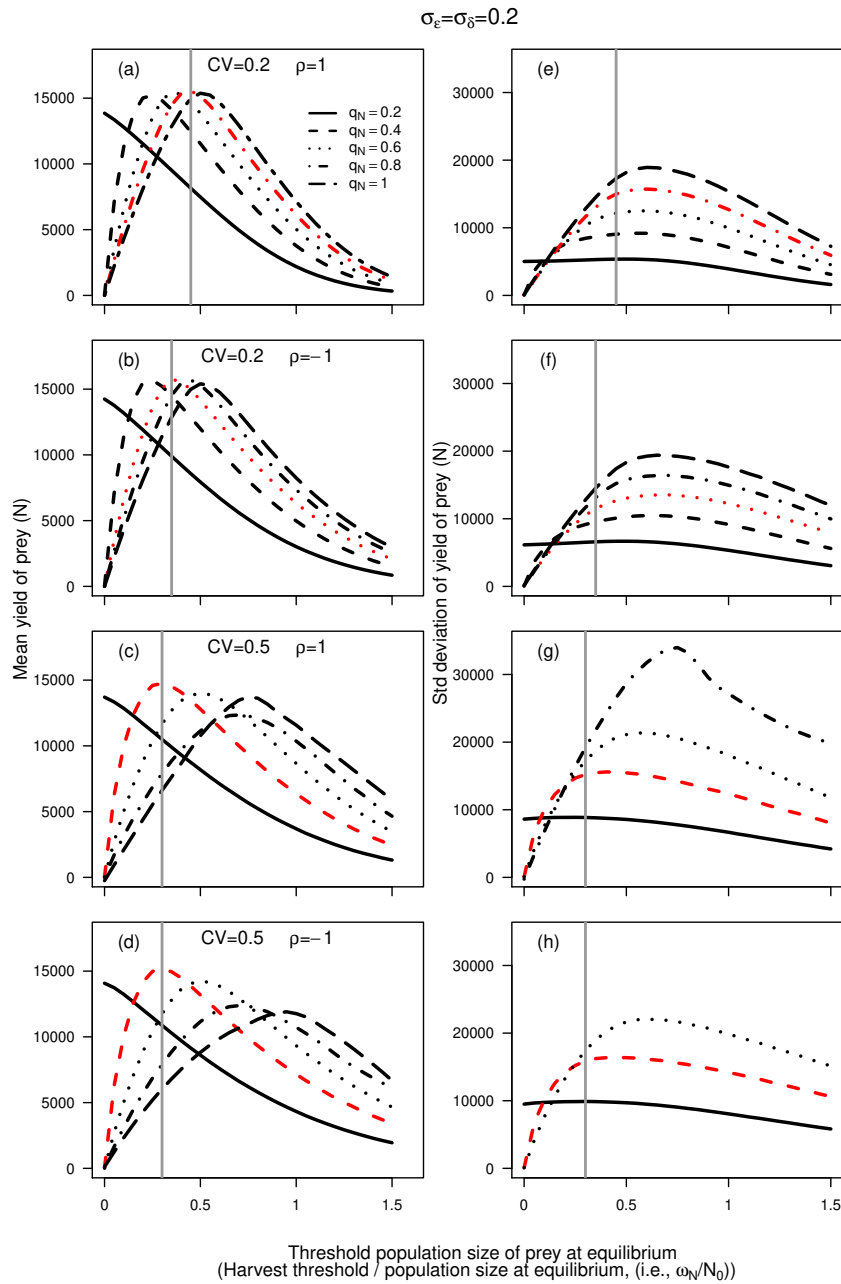 σε=σδ=0.2
(a) CV=0.2 ρ=1
qN = 0.2
qN = 0.4
qN = 0.6
qN = 0.8
qN = 1
15000
10000
5000
0
(e)
30000
20000
10000
0
(b) CV=0.2 ρ=−1
15000
10000
5000
0
(f)
30000
20000
10000
0
Mean yield of prey (N)
Std deviation of yield of prey (N)
(c) CV=0.5 ρ=1
15000
10000
5000
0
(g)
30000
20000
10000
0
(d) CV=0.5 ρ=−1
15000
10000
5000
0
(h)
30000
20000
10000
0
0 0.5 1 1.5
0 0.5 1 1.5
Threshold population size of prey at equilibrium
(Harvest threshold / population size at equilibrium, (i.e., ωN/N0))